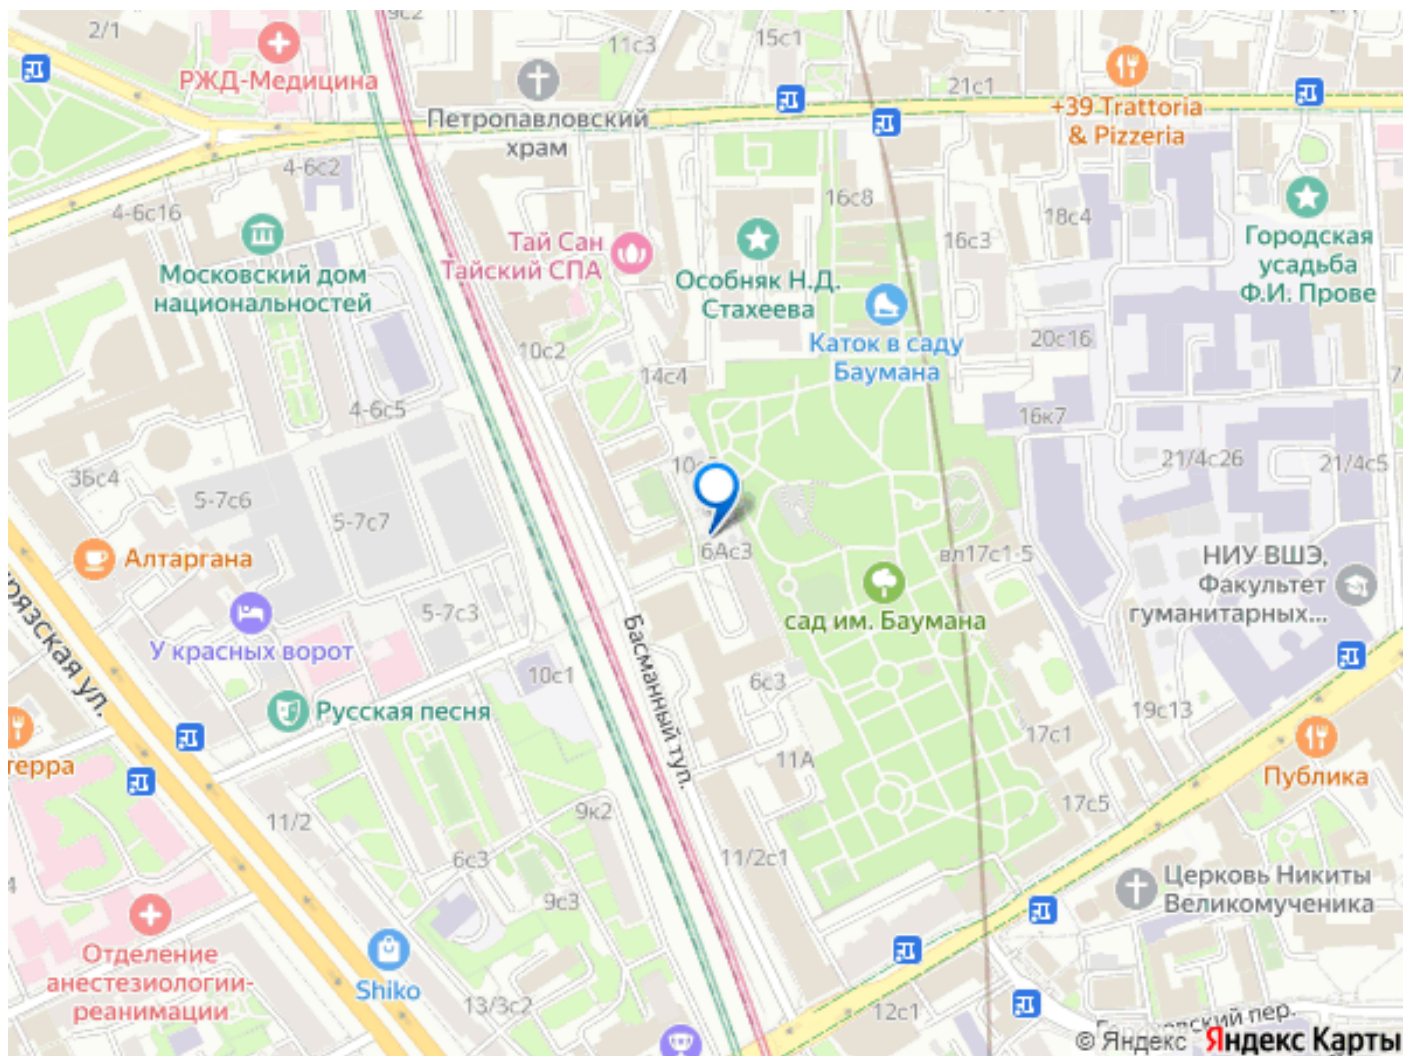 9с2
2/1
11с3
15с1
РЖД-Медицина
21с1
+39 Trattoria
& Pizzeria
Петропавловский
храм
4-6с2
4-6с16
16с8
18с4
16с3
Тай Сан
Тайский СПА
Московский дом
национальностей
Особняк Н.Д.
Стахеева
Городская
усадьба
Ф.И. Прове
Каток в саду
Баумана
20с16
10с2
14с4
4-6с5
16к7
3Бс4
5-7с6
5-7с7
21/4с26
21/4с5
6Ас3
Алтаргана
вл17с1-5
НИУ ВШЭ,
Факультет
гуманитарных...
5-7с3
сад им. Баумана
У красных ворот
Басманный туп.
10с1
6с3
Русская песня
19с13
17с1
11А
терра
Публика
17с5
11/2
9к2
11/2с1
6с3
9с3
Церковь Никиты
Великомученика
Отделение
анестезиологии-
реанимации
Shiko
13/3с2
12с1
пер.
© Яндекс Яндекс Карты